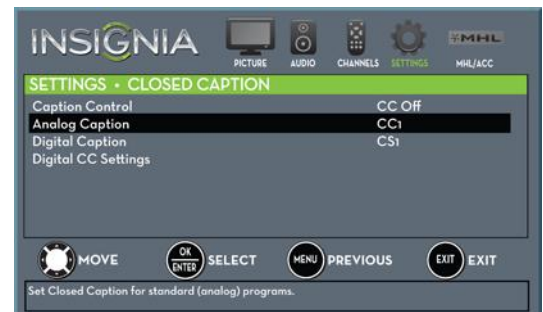 INSIGNIA
PICTURE AUDIO CHANNELS SETTINGS MHL/ACC
MHL
SETTINGS • CLOSED CAPTION
Caption Control CC Off
Analog Caption CC1
Digital Caption CS1
Digital CC Settings
MOVE OK ENTER SELECT MENU PREVIOUS EXIT EXIT
Set Closed Caption for standard (analog) programs.